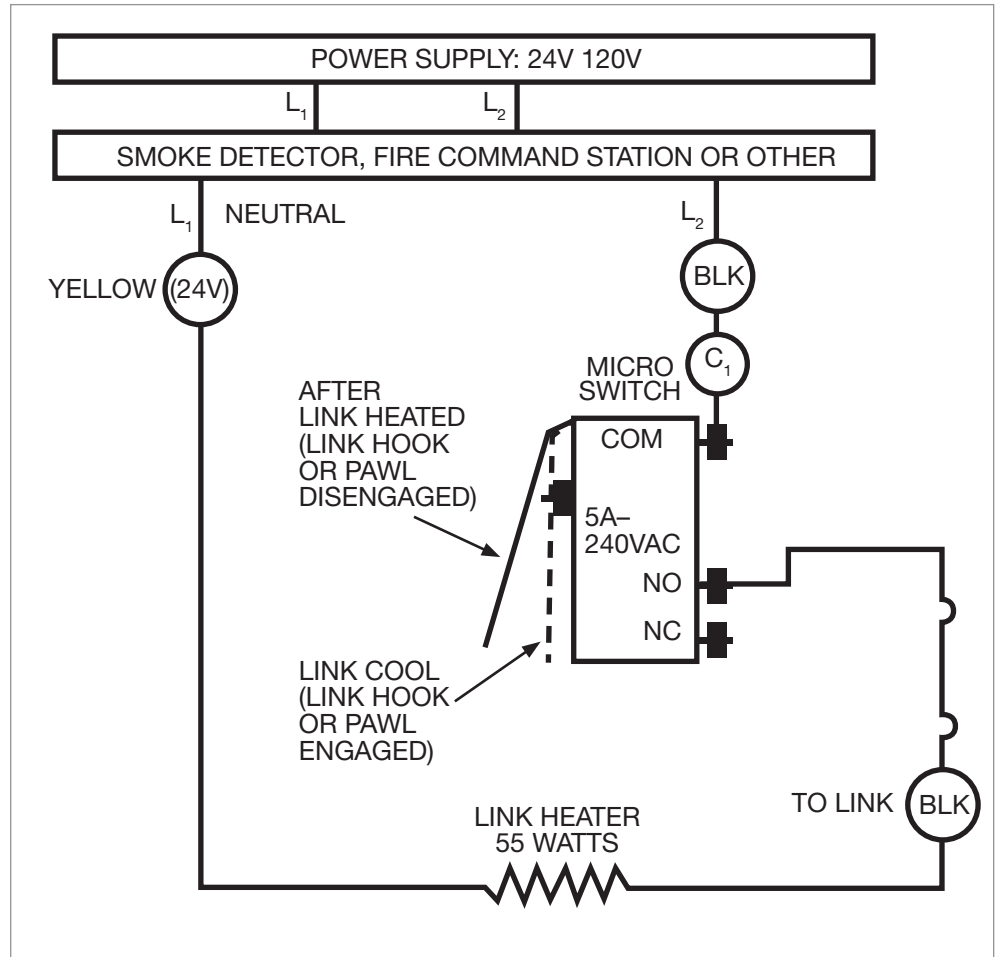 POWER SUPPLY: 24V 120V
L₁
L₂
SMOKE DETECTOR, FIRE COMMAND STATION OR OTHER
L₁ NEUTRAL
L₂
YELLOW (24V)
BLK
C₁
MICRO
SWITCH
AFTER
LINK HEATED
(LINK HOOK
OR PAWL
DISENGAGED)
COM
5A–
240VAC
NO
NC
LINK COOL
(LINK HOOK
OR PAWL
ENGAGED)
TO LINK BLK
LINK HEATER
55 WATTS